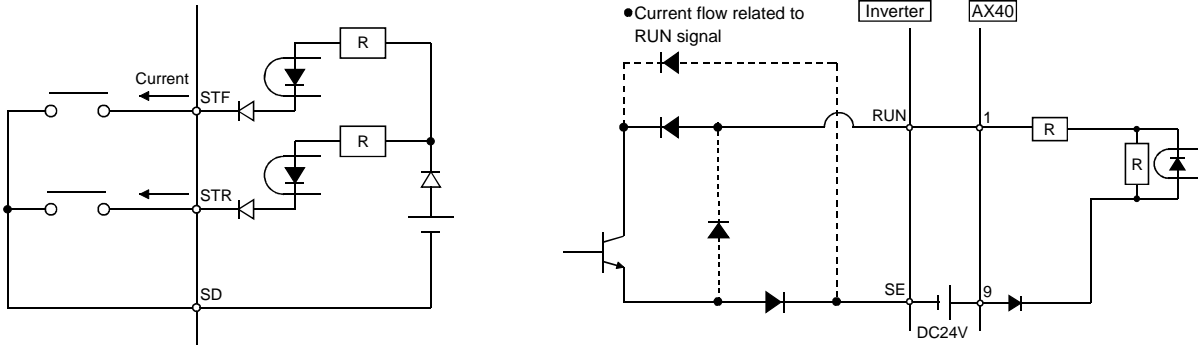 R
Current
STF
R
STR
SD
●Current flow related to
RUN signal
Inverter
AX40
RUN
1
R
R
SE
9
DC24V